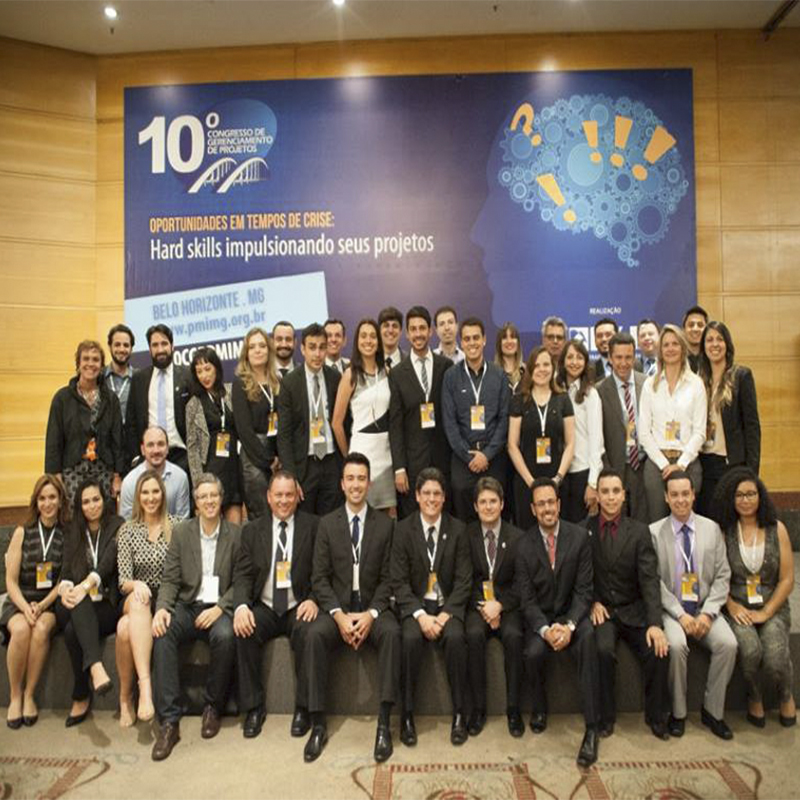 10º
CONGRESSO DE
GERENCIAMENTO
DE PROJETOS
OPORTUNIDADES EM TEMPOS DE CRISE:
Hard skills impulsionando seus projetos
BELO HORIZONTE . MG
www.pmimg.org.br
REALIZAÇÃO